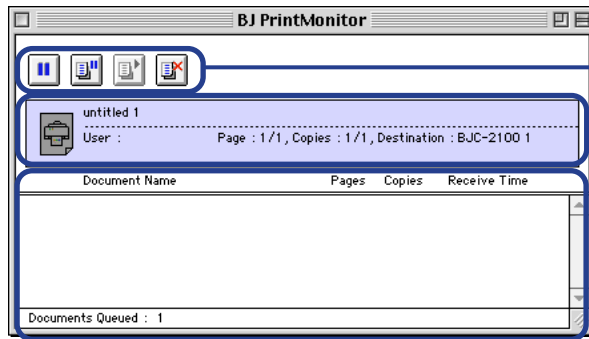 BJ PrintMonitor
untitled 1
User : Page : 1/1, Copies : 1/1, Destination : BJC-2100 1
Document Name Pages Copies Receive Time
Documents Queued : 1